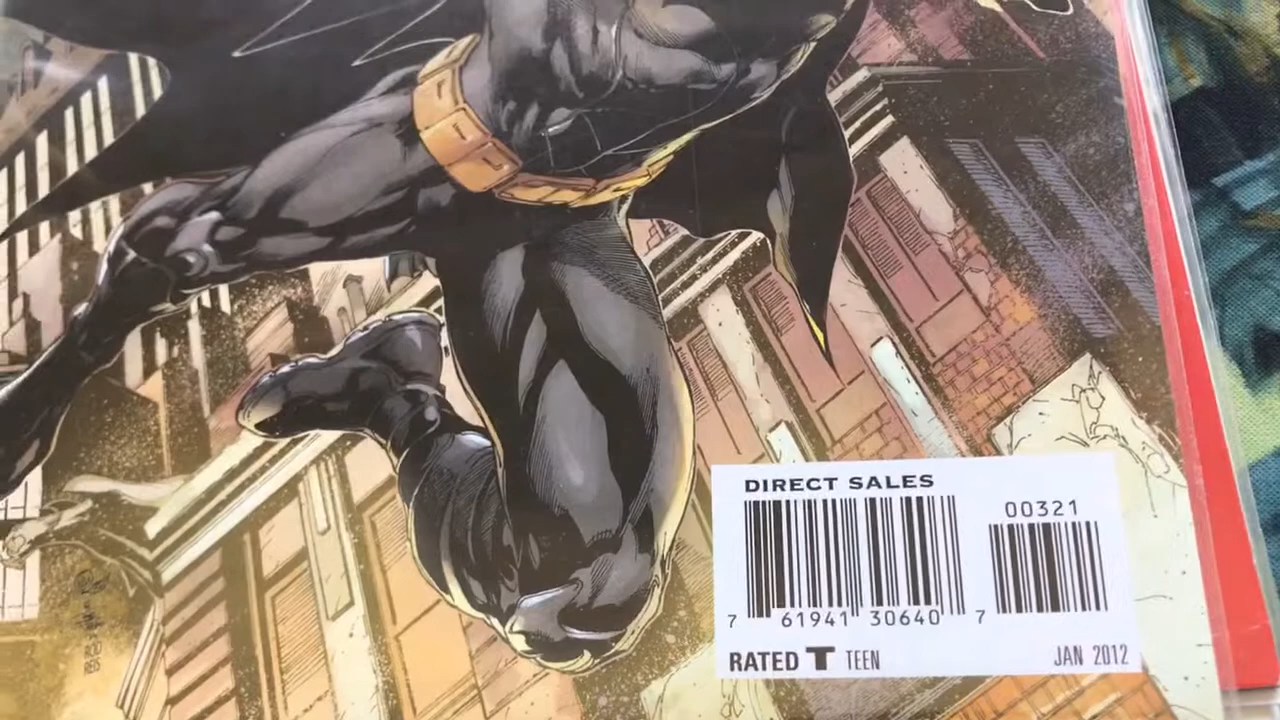 DIRECT SALES
00321
7 61941 30640 7
RATED T TEEN
JAN 2012